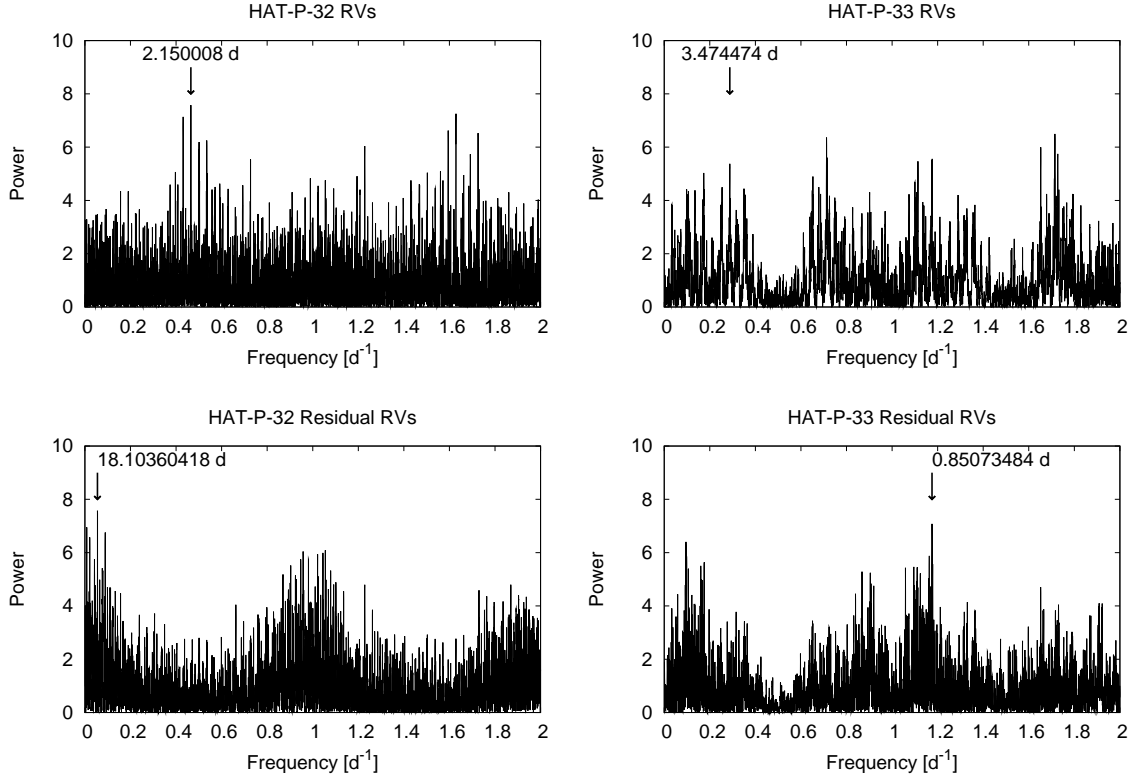 HAT-P-32 RVs
10
8
6
4
2
0
Power
2.150008 d
0 0.2 0.4 0.6 0.8 1 1.2 1.4 1.6 1.8 2
Frequency [d⁻¹]
HAT-P-33 RVs
10
8
6
4
2
0
Power
3.474474 d
0 0.2 0.4 0.6 0.8 1 1.2 1.4 1.6 1.8 2
Frequency [d⁻¹]
HAT-P-32 Residual RVs
10
8
6
4
2
0
Power
18.10360418 d
0 0.2 0.4 0.6 0.8 1 1.2 1.4 1.6 1.8 2
Frequency [d⁻¹]
HAT-P-33 Residual RVs
10
8
6
4
2
0
Power
0.85073484 d
0 0.2 0.4 0.6 0.8 1 1.2 1.4 1.6 1.8 2
Frequency [d⁻¹]